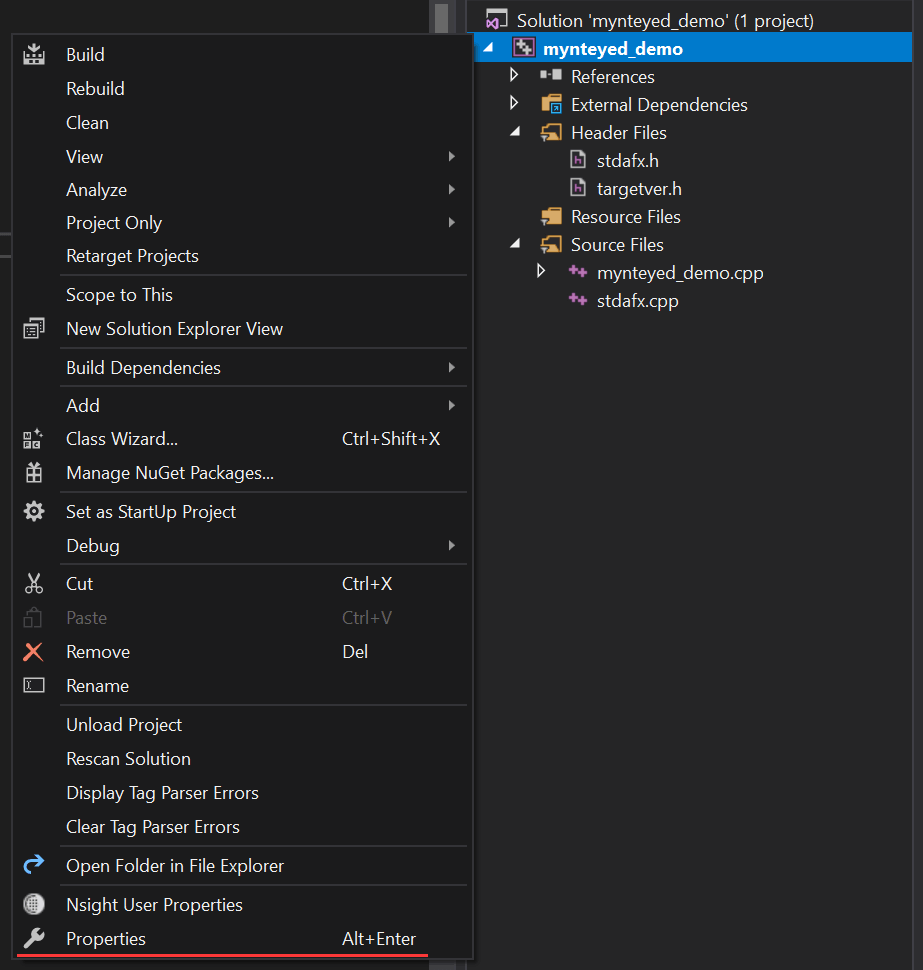 Build
Rebuild
Clean
View
Analyze
Project Only
Retarget Projects
Scope to This
New Solution Explorer View
Build Dependencies
Add
Class Wizard... Ctrl+Shift+X
Manage NuGet Packages...
Set as StartUp Project
Debug
Cut Ctrl+X
Paste Ctrl+V
Remove Del
Rename
Unload Project
Rescan Solution
Display Tag Parser Errors
Clear Tag Parser Errors
Open Folder in File Explorer
Nsight User Properties
Properties Alt+Enter
Solution 'mynteyed_demo' (1 project)
mynteyed_demo
References
External Dependencies
Header Files
stdafx.h
targetver.h
Resource Files
Source Files
mynteyed_demo.cpp
stdafx.cpp